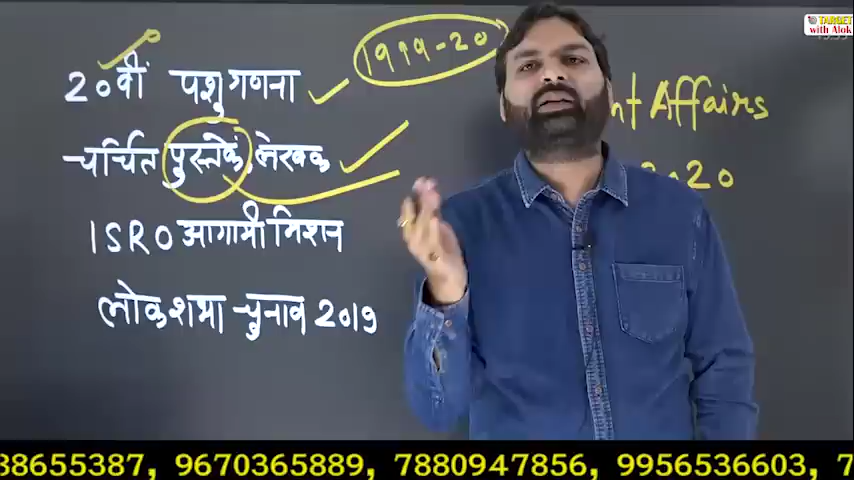 TARGET
with Alok
20वीं पशुगणना
1919-20
चर्चित पुस्तकें, लेखक
nt Affairs
2020
ISRO आगामी मिशन
लोकशभा चुनाव 2019
38655387, 9670365889, 7880947856, 9956536603, 7